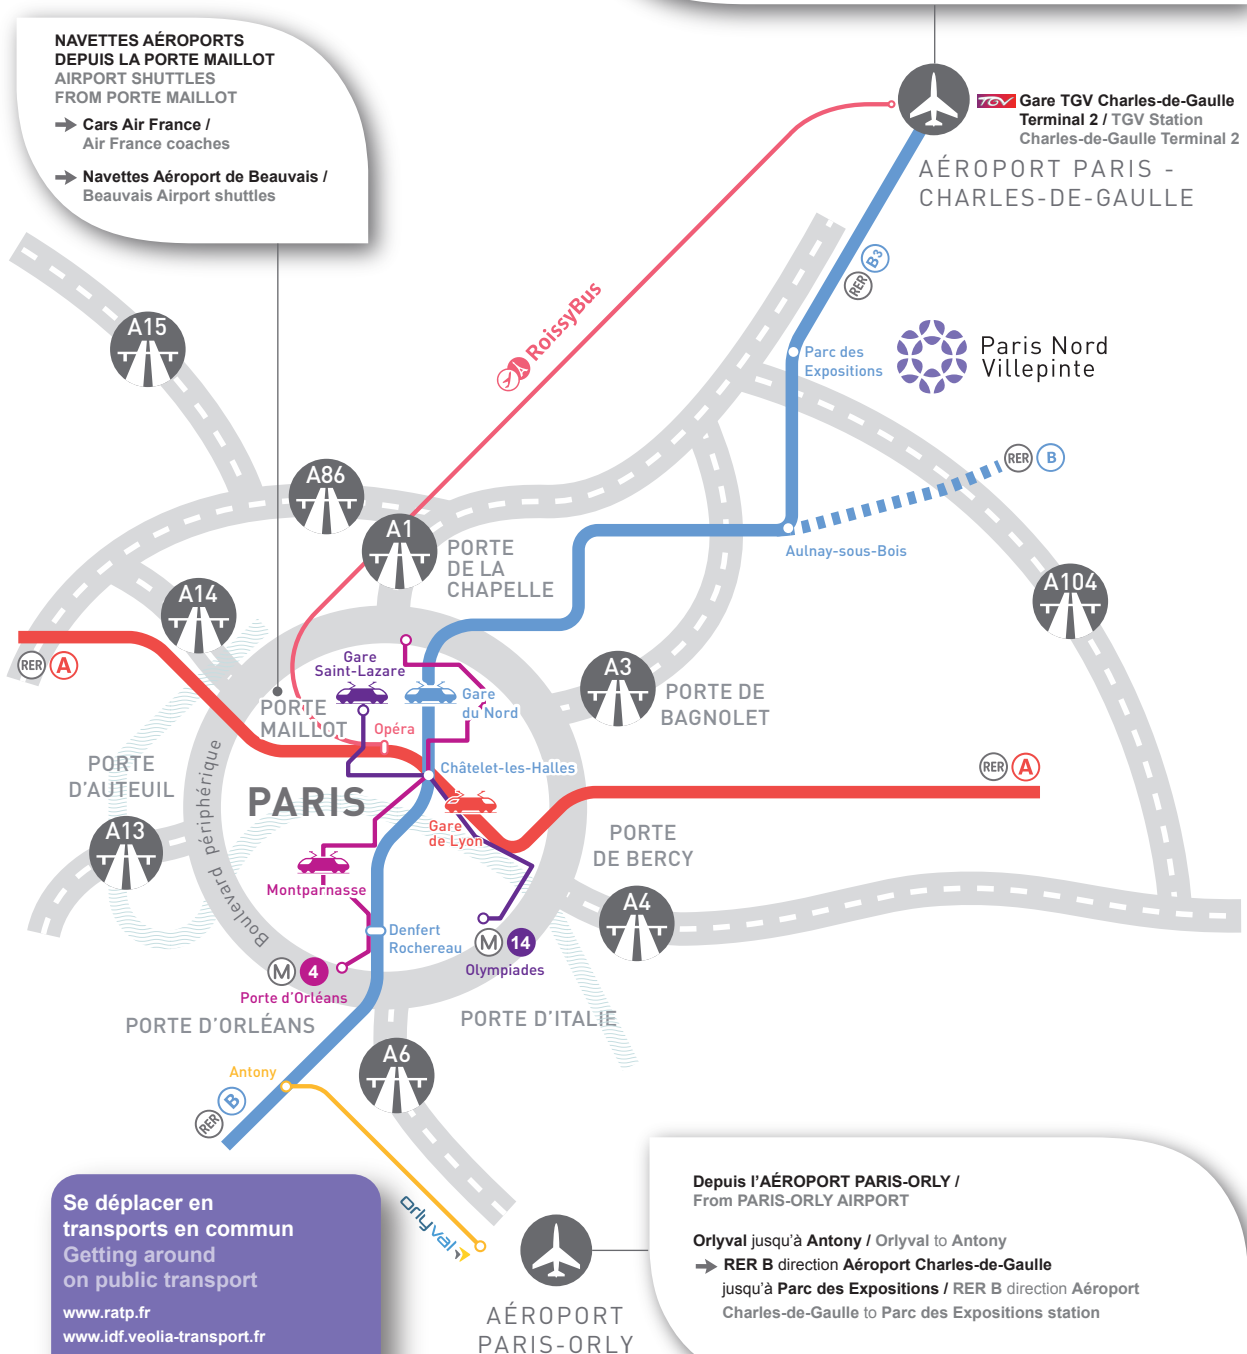 NAVETTES AÉROPORTS
DEPUIS LA PORTE MAILLOT
AIRPORT SHUTTLES
FROM PORTE MAILLOT
Cars Air France /
Air France coaches
Navettes Aéroport de Beauvais /
Beauvais Airport shuttles
TGV
Gare TGV Charles-de-Gaulle
Terminal 2 / TGV Station
Charles-de-Gaulle Terminal 2
AÉROPORT PARIS -
CHARLES-DE-GAULLE
RER B3
RoissyBus
A15
Parc des
Expositions
Paris Nord
Villepinte
A86
RER B
A1
PORTE
DE LA
CHAPELLE
Aulnay-sous-Bois
A14
A104
RER A
Gare
Saint-Lazare
A3
PORTE DE
BAGNOLET
Gare
du Nord
PORTE
MAILLOT
Opéra
PORTE
D'AUTEUIL
Châtelet-les-Halles
RER A
Boulevard périphérique
PARIS
A13
Gare
de Lyon
PORTE
DE BERCY
Montparnasse
A4
Denfert
Rochereau
M 14
Olympiades
M 4
Porte d'Orléans
PORTE D'ORLÉANS
PORTE D'ITALIE
A6
Antony
RER B
orlyval
AÉROPORT
PARIS-ORLY
Se déplacer en
transports en commun
Getting around
on public transport
www.ratp.fr
www.idf.veolia-transport.fr
Depuis l'AÉROPORT PARIS-ORLY /
From PARIS-ORLY AIRPORT
Orlyval jusqu'à Antony / Orlyval to Antony
RER B direction Aéroport Charles-de-Gaulle
jusqu'à Parc des Expositions / RER B direction Aéroport
Charles-de-Gaulle to Parc des Expositions station